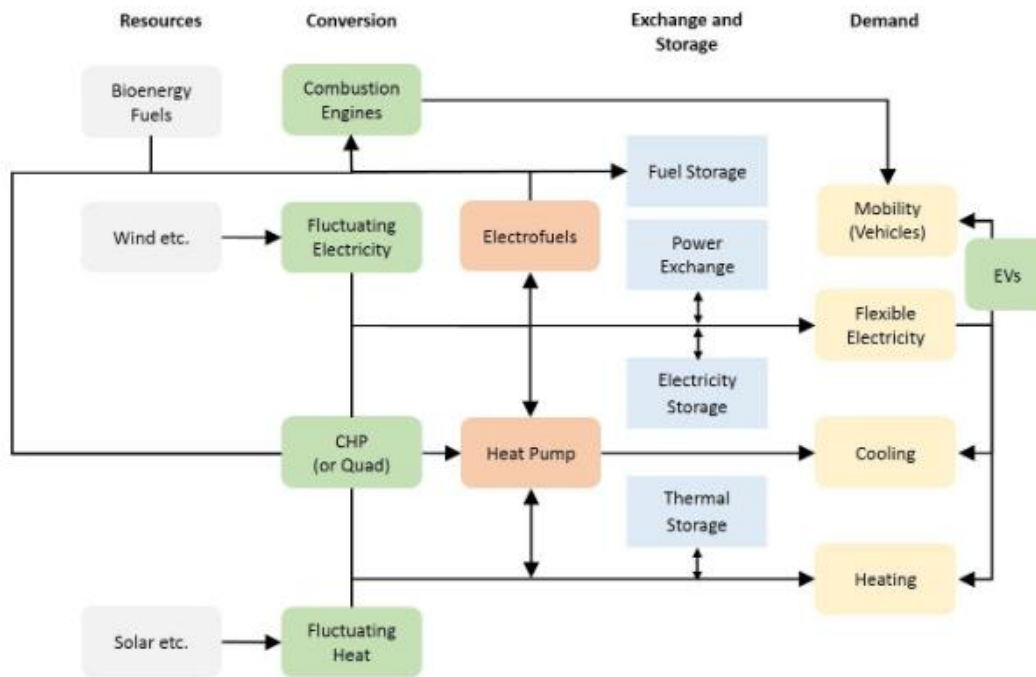 Resources
Conversion
Exchange and
Storage
Demand
Bioenergy
Fuels
Combustion
Engines
Fuel Storage
Wind etc.
Fluctuating
Electricity
Electrofuels
Power
Exchange
Mobility
(Vehicles)
EVs
Flexible
Electricity
Electricity
Storage
CHP
(or Quad)
Heat Pump
Cooling
Thermal
Storage
Heating
Solar etc.
Fluctuating
Heat